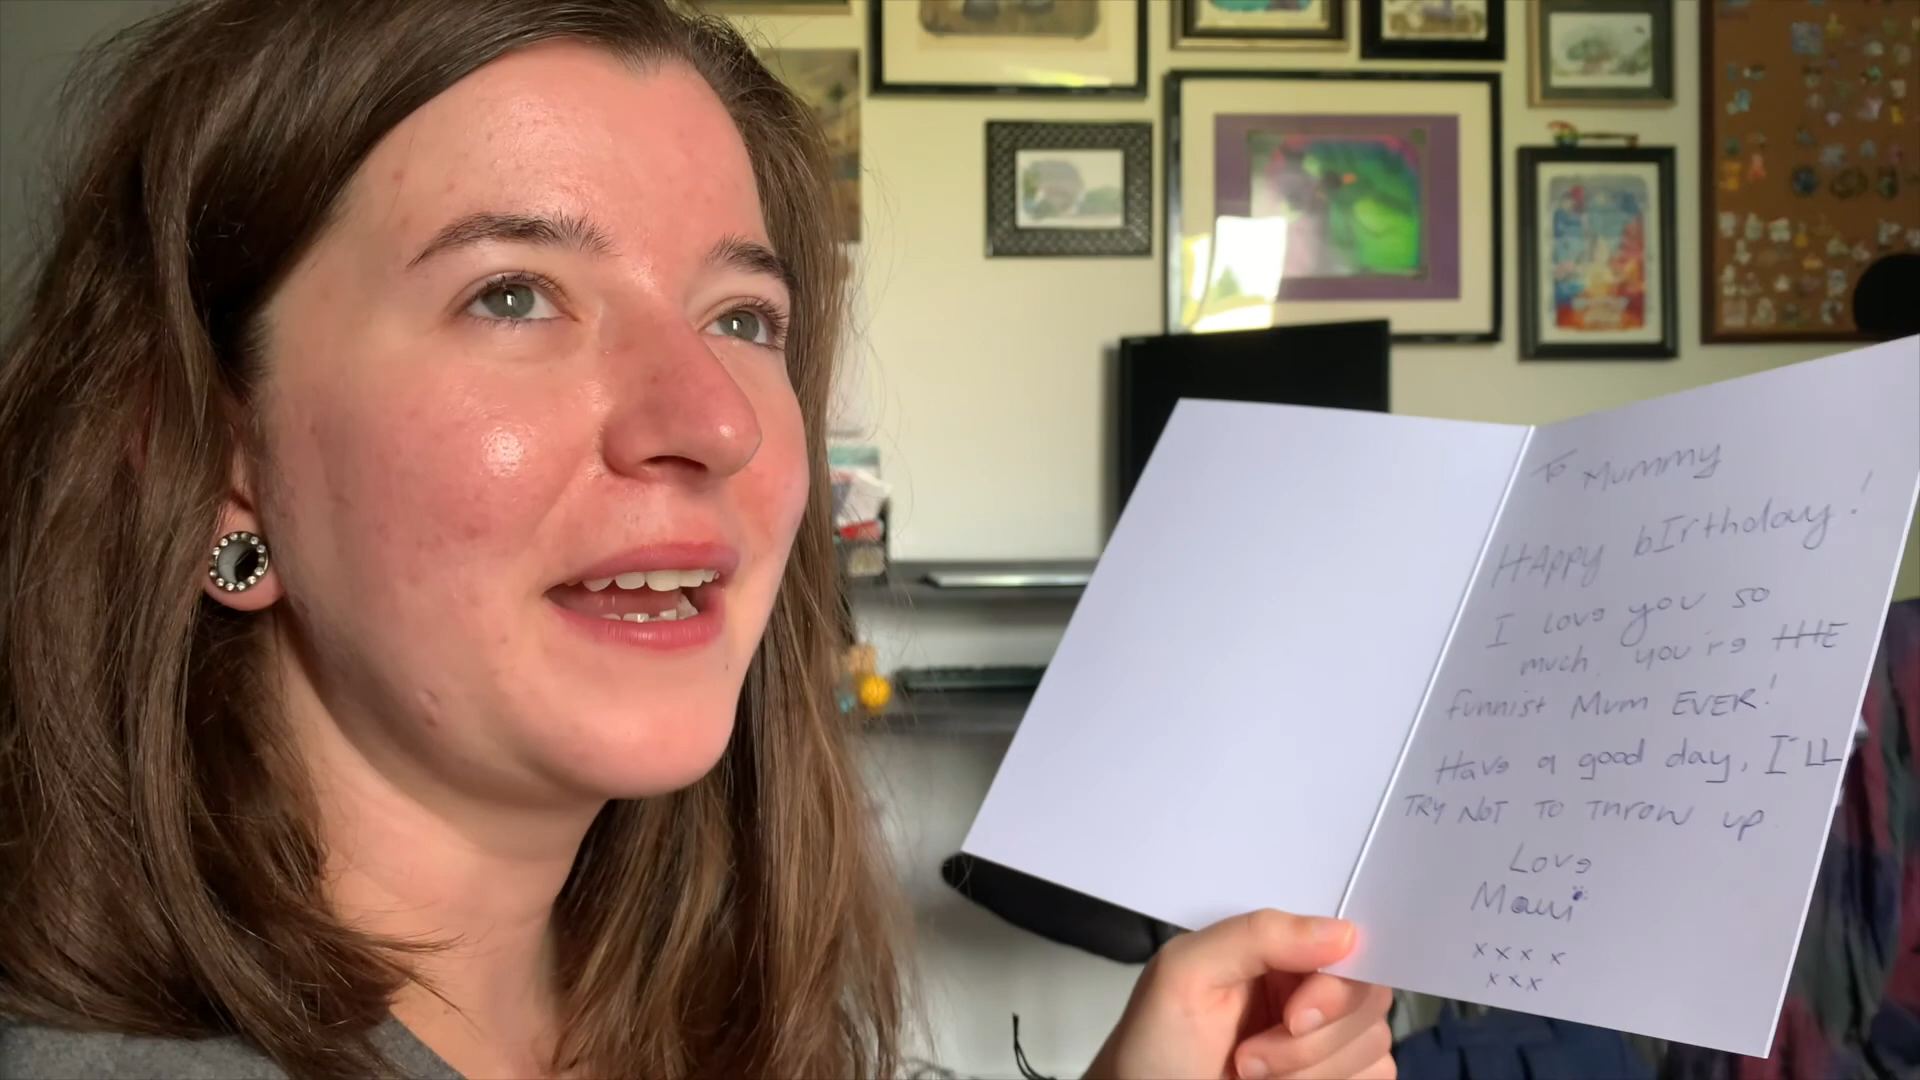 To Mummy
HAppy bIrthday!
I love you so
much. you're THE
funnist Mum EVER!
Have a good day, I'LL
TRY NOT TO Throw up
Love
Maui
xxxx
xxx